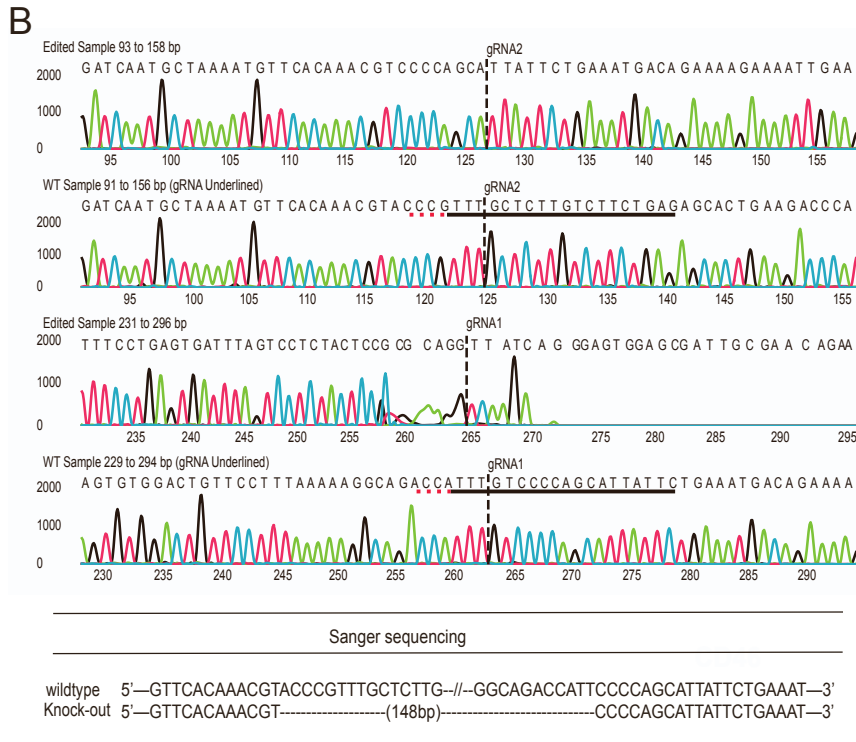 B
Edited Sample 93 to 158 bp
gRNA2
GATCAATGCTAAAATGTTCACAAACGTCCCCAGCATTATTCTGAAATGACAGAAAAGAAAATTGAA
2000
1000
0
95 100 105 110 115 120 125 130 135 140 145 150 155
WT Sample 91 to 156 bp (gRNA Underlined)
gRNA2
GATCAATGCTAAAATGTTCACAAACGTACCCGTTTGCTCTTGTCTTCTGAGAGCACTGAAGACCCA
2000
1000
0
95 100 105 110 115 120 125 130 135 140 145 150 155
Edited Sample 231 to 296 bp
gRNA1
TTTCCTGAGTGATTTAGTCCTCTACTCCG CG CAGGTT ATCAG GGAGTGGAGCGATTGCGAAC AGAA
2000
1000
0
235 240 245 250 255 260 265 270 275 280 285 290 295
WT Sample 229 to 294 bp (gRNA Underlined)
gRNA1
AGTGTGGACTGTTCCTTTAAAAAGGCAGACCATTTGTCCCCAGCATTATTCTGAAATGACAGAAAA
2000
1000
0
230 235 240 245 250 255 260 265 270 275 280 285 290
Sanger sequencing
wildtype 5'—GTTCACAAACGTACCCGTTTGCTCTTG--//--GGCAGACCATTCCCCAGCATTATTCTGAAAT—3'
Knock-out 5'—GTTCACAAACGT-------------------(148bp)----------------------------CCCCAGCATTATTCTGAAAT—3'